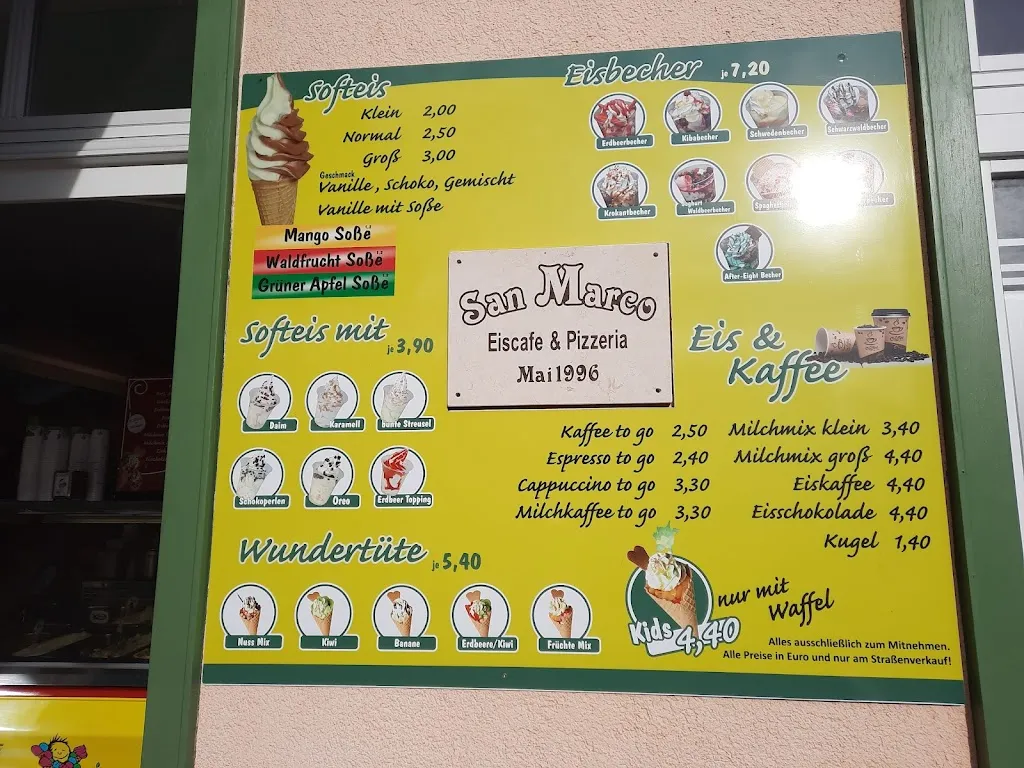 Softeis
Klein 2,00
Normal 2,50
Groß 3,00
Geschmack
Vanille, Schoko, Gemischt
Vanille mit Soße
Mango Soße
Waldfrucht Soße
Grüner Apfel Soße
Softeis mit je 3,90
Daim
Karamell
bunte Streusel
Schokoperlen
Oreo
Erdbeer Topping
Wundertüte je 5,40
Nuss Mix
Kiwi
Banane
Erdbeere/Kiwi
Früchte Mix
San Marco
Eiscafe & Pizzeria
Mai 1996
Eisbecher je 7,20
Erdbeerbecher
Kibabecher
Schwedenbecher
Schwarzwaldbecher
Krokantbecher
Joghurt
Waldbeerbecher
After-Eight Becher
Eis &
Kaffee
Kaffee to go 2,50
Espresso to go 2,40
Cappuccino to go 3,30
Milchkaffee to go 3,30
Milchmix klein 3,40
Milchmix groß 4,40
Eiskaffee 4,40
Eisschokolade 4,40
Kugel 1,40
Kids 4,40
nur mit
Waffel
Alles ausschließlich zum Mitnehmen.
Alle Preise in Euro und nur am Straßenverkauf!